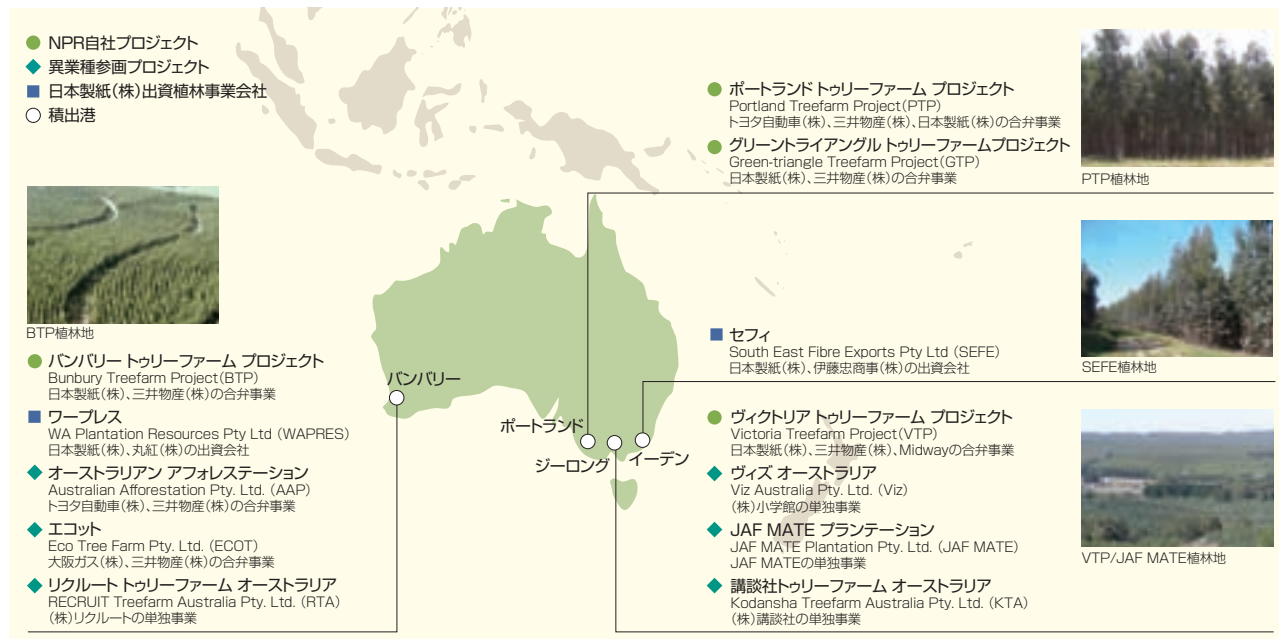 NPR自社プロジェクト
異業種参画プロジェクト
日本製紙(株)出資植林事業会社
積出港
BTP植林地
バンバリー トゥリーファーム プロジェクト
Bunbury Treefarm Project(BTP)
日本製紙(株)、三井物産(株)の合弁事業
ワープレス
WA Plantation Resources Pty Ltd (WAPRES)
日本製紙(株)、丸紅(株)の出資会社
オーストラリアン アフォレステーション
Australian Afforestation Pty. Ltd. (AAP)
トヨタ自動車(株)、三井物産(株)の合弁事業
エコット
Eco Tree Farm Pty. Ltd. (ECOT)
大阪ガス(株)、三井物産(株)の合弁事業
リクルート トゥリーファーム オーストラリア
RECRUIT Treefarm Australia Pty. Ltd. (RTA)
(株)リクルートの単独事業
バンバリー
ポートランド
ジーロング
イーデン
ポートランド トゥリーファーム プロジェクト
Portland Treefarm Project(PTP)
トヨタ自動車(株)、三井物産(株)、日本製紙(株)の合弁事業
グリーントライアングル トゥリーファームプロジェクト
Green-triangle Treefarm Project(GTP)
日本製紙(株)、三井物産(株)の合弁事業
PTP植林地
セフィ
South East Fibre Exports Pty Ltd (SEFE)
日本製紙(株)、伊藤忠商事(株)の出資会社
SEFE植林地
ヴィクトリア トゥリーファーム プロジェクト
Victoria Treefarm Project(VTP)
日本製紙(株)、三井物産(株)、Midwayの合弁事業
ヴィズ オーストラリア
Viz Australia Pty. Ltd. (Viz)
(株)小学館の単独事業
JAF MATE プランテーション
JAF MATE Plantation Pty. Ltd. (JAF MATE)
JAF MATEの単独事業
講談社トゥリーファーム オーストラリア
Kodansha Treefarm Australia Pty. Ltd. (KTA)
(株)講談社の単独事業
VTP/JAF MATE植林地